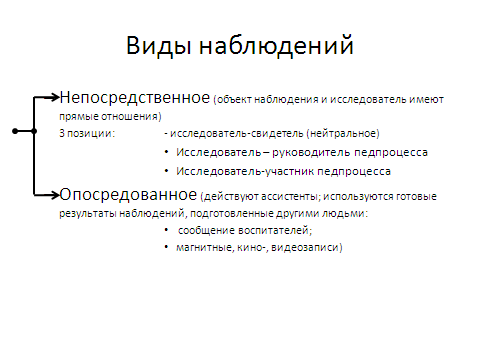 Виды наблюдений
Непосредственное (объект наблюдения и исследователь имеют
прямые отношения)
3 позиции: - исследователь-свидетель (нейтральное)
• Исследователь – руководитель педпроцесса
• Исследователь-участник педпроцесса
Опосредованное (действуют ассистенты; используются готовые
результаты наблюдений, подготовленные другими людьми:
• сообщение воспитателей;
• магнитные, кино-, видеозаписи)